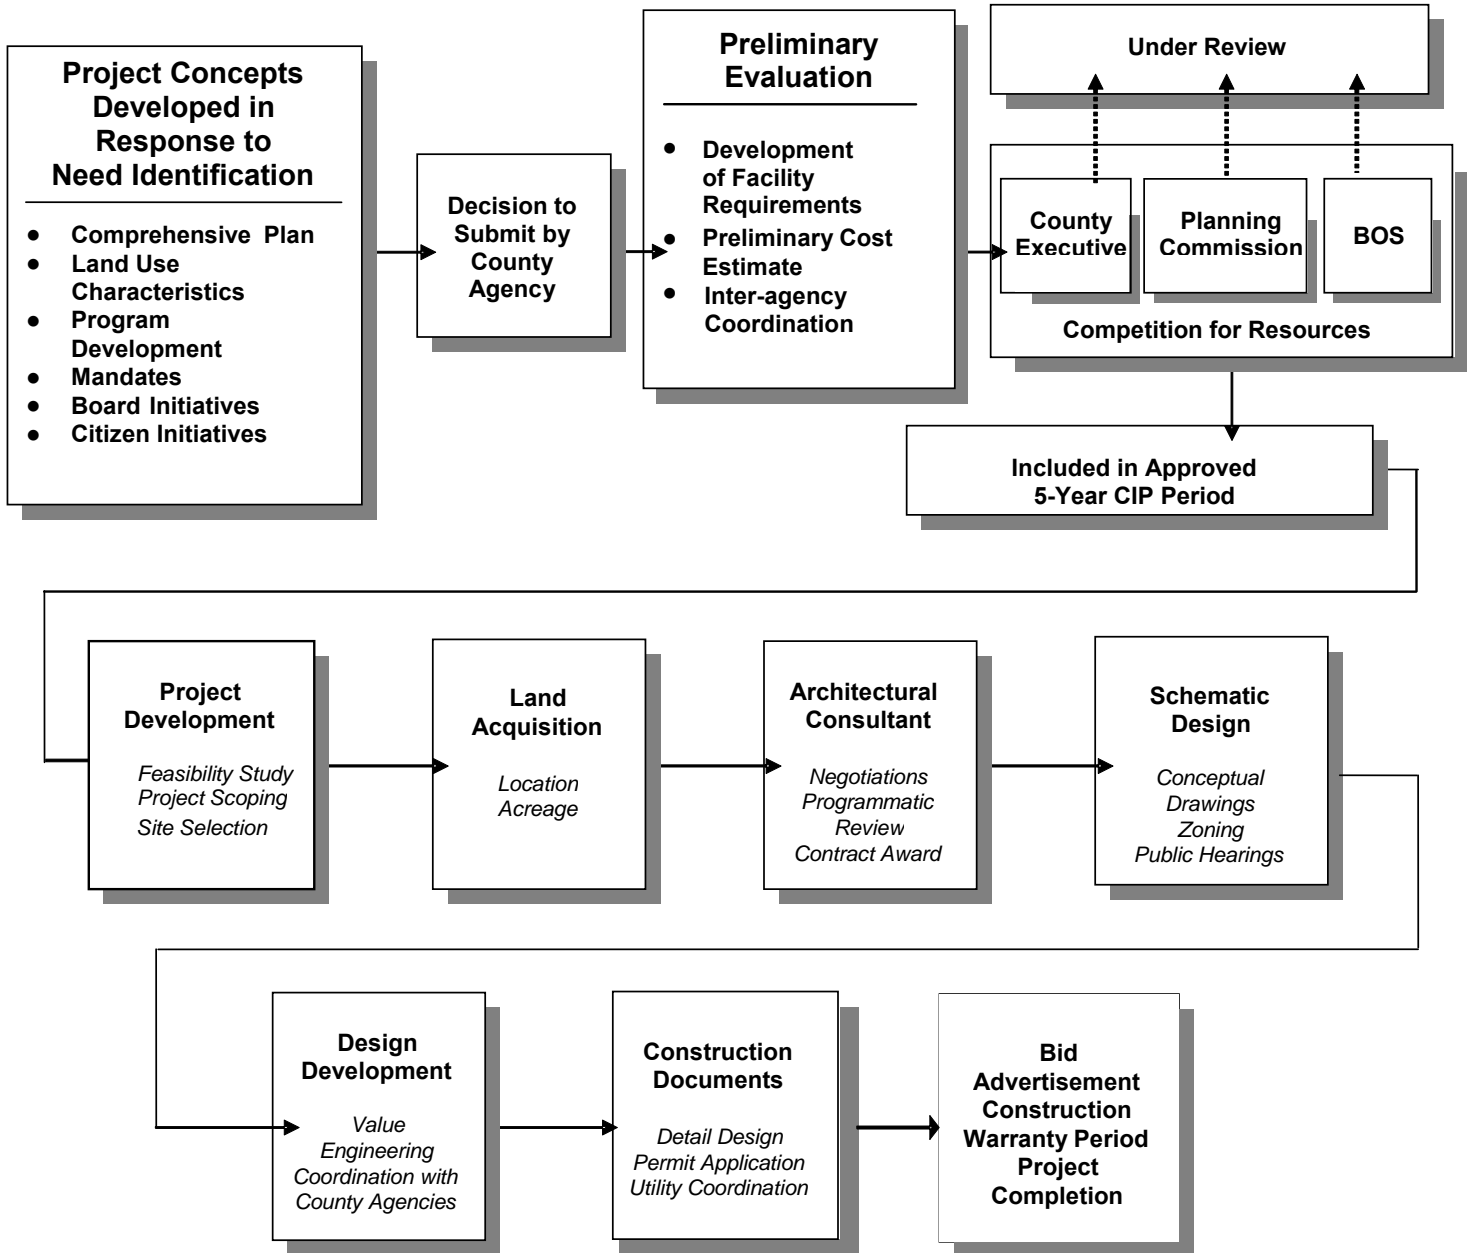 Project Concepts
Developed in
Response to
Need Identification
● Comprehensive Plan
● Land Use
Characteristics
● Program
Development
● Mandates
● Board Initiatives
● Citizen Initiatives
Decision to
Submit by
County
Agency
Preliminary
Evaluation
● Development
of Facility
Requirements
● Preliminary Cost
Estimate
● Inter-agency
Coordination
Under Review
County
Executive
Planning
Commission
BOS
Competition for Resources
Included in Approved
5-Year CIP Period
Project
Development
Feasibility Study
Project Scoping
Site Selection
Land
Acquisition
Location
Acreage
Architectural
Consultant
Negotiations
Programmatic
Review
Contract Award
Schematic
Design
Conceptual
Drawings
Zoning
Public Hearings
Design
Development
Value
Engineering
Coordination with
County Agencies
Construction
Documents
Detail Design
Permit Application
Utility Coordination
Bid
Advertisement
Construction
Warranty Period
Project
Completion